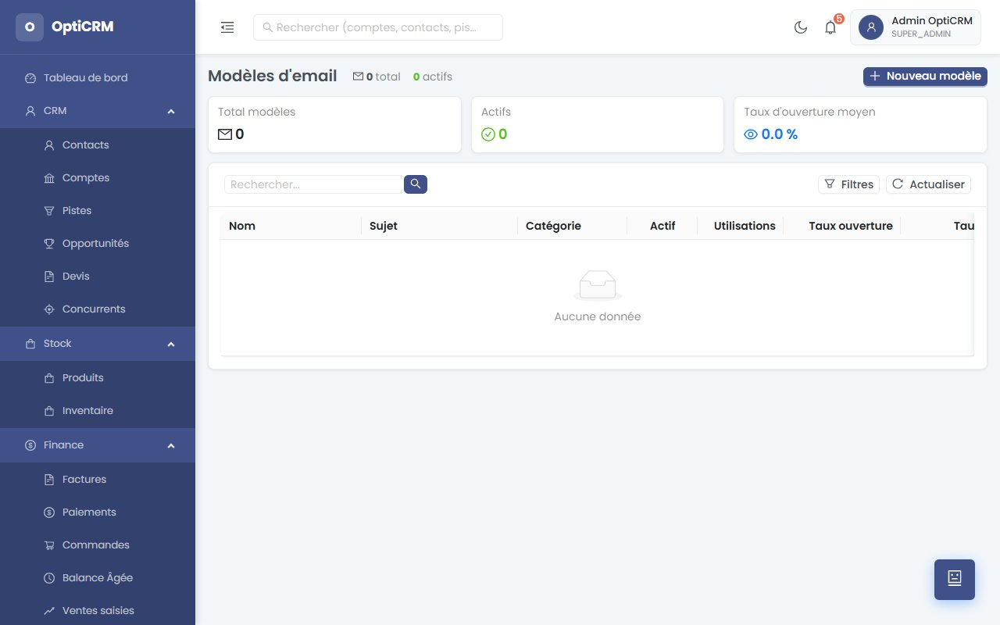 O OptiCRM
Rechercher (comptes, contacts, pis...
5
Admin OptiCRM
SUPER_ADMIN
Tableau de bord
CRM
Contacts
Comptes
Pistes
Opportunités
Devis
Concurrents
Stock
Produits
Inventaire
Finance
Factures
Paiements
Commandes
Balance Âgée
Ventes saisies
Modèles d'email
0 total
0 actifs
Nouveau modèle
Total modèles
0
Actifs
0
Taux d'ouverture moyen
0.0 %
Rechercher...
Filtres
Actualiser
Nom Sujet Catégorie Actif Utilisations Taux ouverture Tau
Aucune donnée